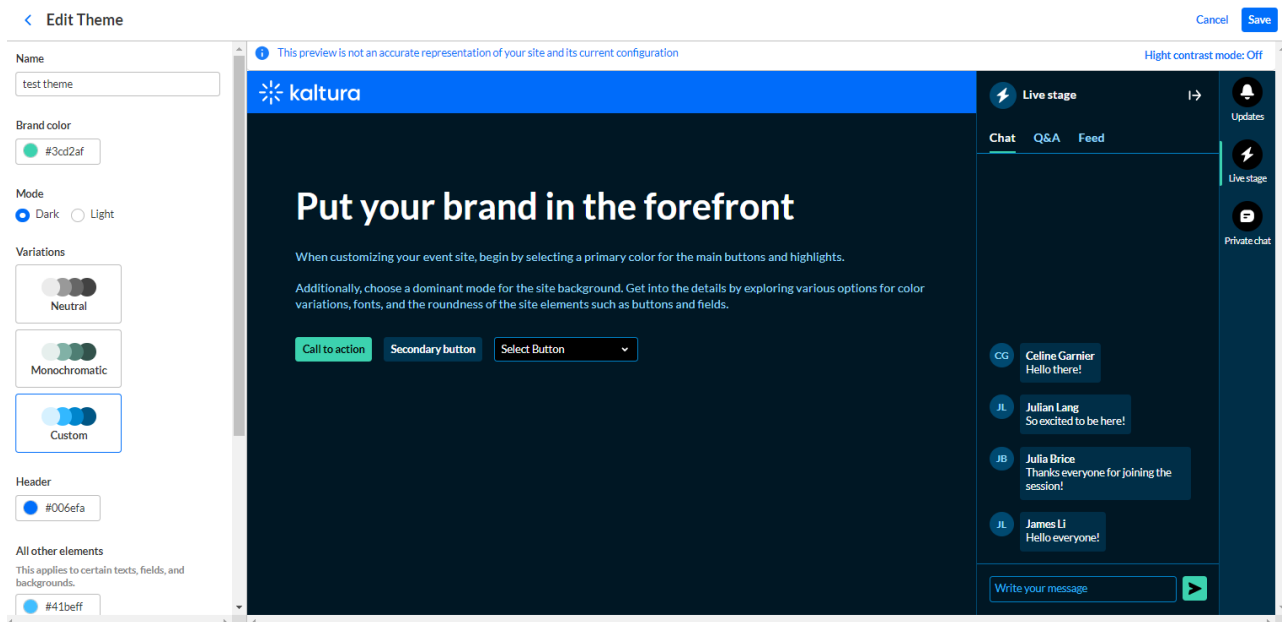 Edit Theme
Cancel
Save
Name
test theme
Brand color
#3cd2af
Mode
Dark
Light
Variations
Neutral
Monochromatic
Custom
Header
#006efa
All other elements
This applies to certain texts, fields, and
backgrounds.
#41beff
This preview is not an accurate representation of your site and its current configuration
Hight contrast mode: Off
kaltura
Put your brand in the forefront
When customizing your event site, begin by selecting a primary color for the main buttons and highlights.
Additionally, choose a dominant mode for the site background. Get into the details by exploring various options for color
variations, fonts, and the roundness of the site elements such as buttons and fields.
Call to action
Secondary button
Select Button
Live stage
Chat
Q&A
Feed
CG
Celine Garnier
Hello there!
JL
Julian Lang
So excited to be here!
JB
Julia Brice
Thanks everyone for joining the
session!
JL
James Li
Hello everyone!
Write your message
Updates
Live stage
Private chat